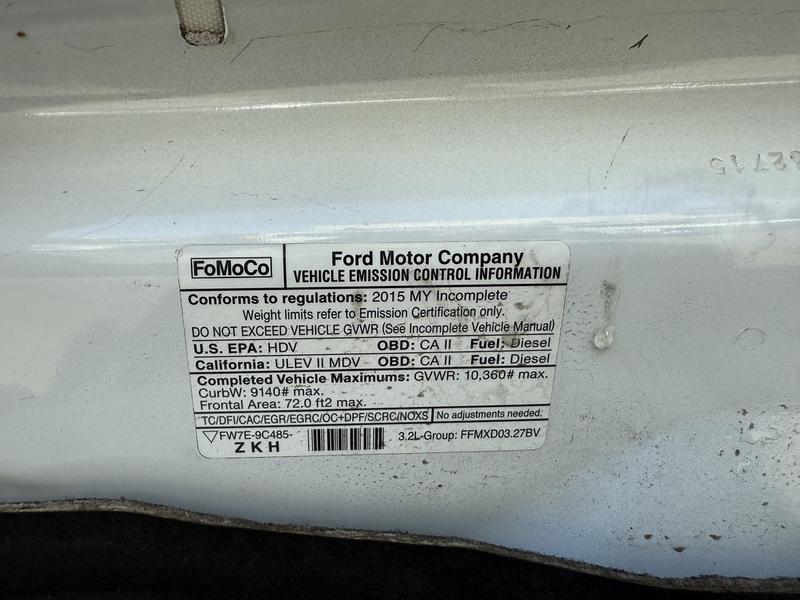 32715
FoMoCo
Ford Motor Company
VEHICLE EMISSION CONTROL INFORMATION
Conforms to regulations: 2015 MY Incomplete
Weight limits refer to Emission Certification only.
DO NOT EXCEED VEHICLE GVWR (See Incomplete Vehicle Manual)
U.S. EPA: HDV OBD: CA II Fuel: Diesel
California: ULEV II MDV OBD: CA II Fuel: Diesel
Completed Vehicle Maximums: GVWR: 10,360# max.
CurbW: 9140# max.
Frontal Area: 72.0 ft2 max.
TC/DFI/CAC/EGR/EGRC/OC+DPF/SCRC/NOXS No adjustments needed.
FW7E-9C485-
ZKH
3.2L-Group: FFMXD03.27BV